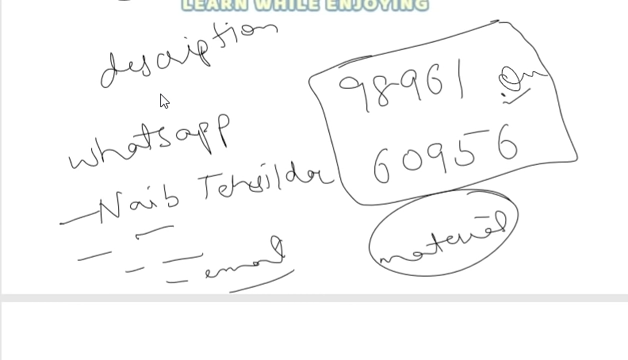 LEARN WHILE ENJOYING
description
whatsapp
98961 On
60956
- Naib Tehsildar
email
material